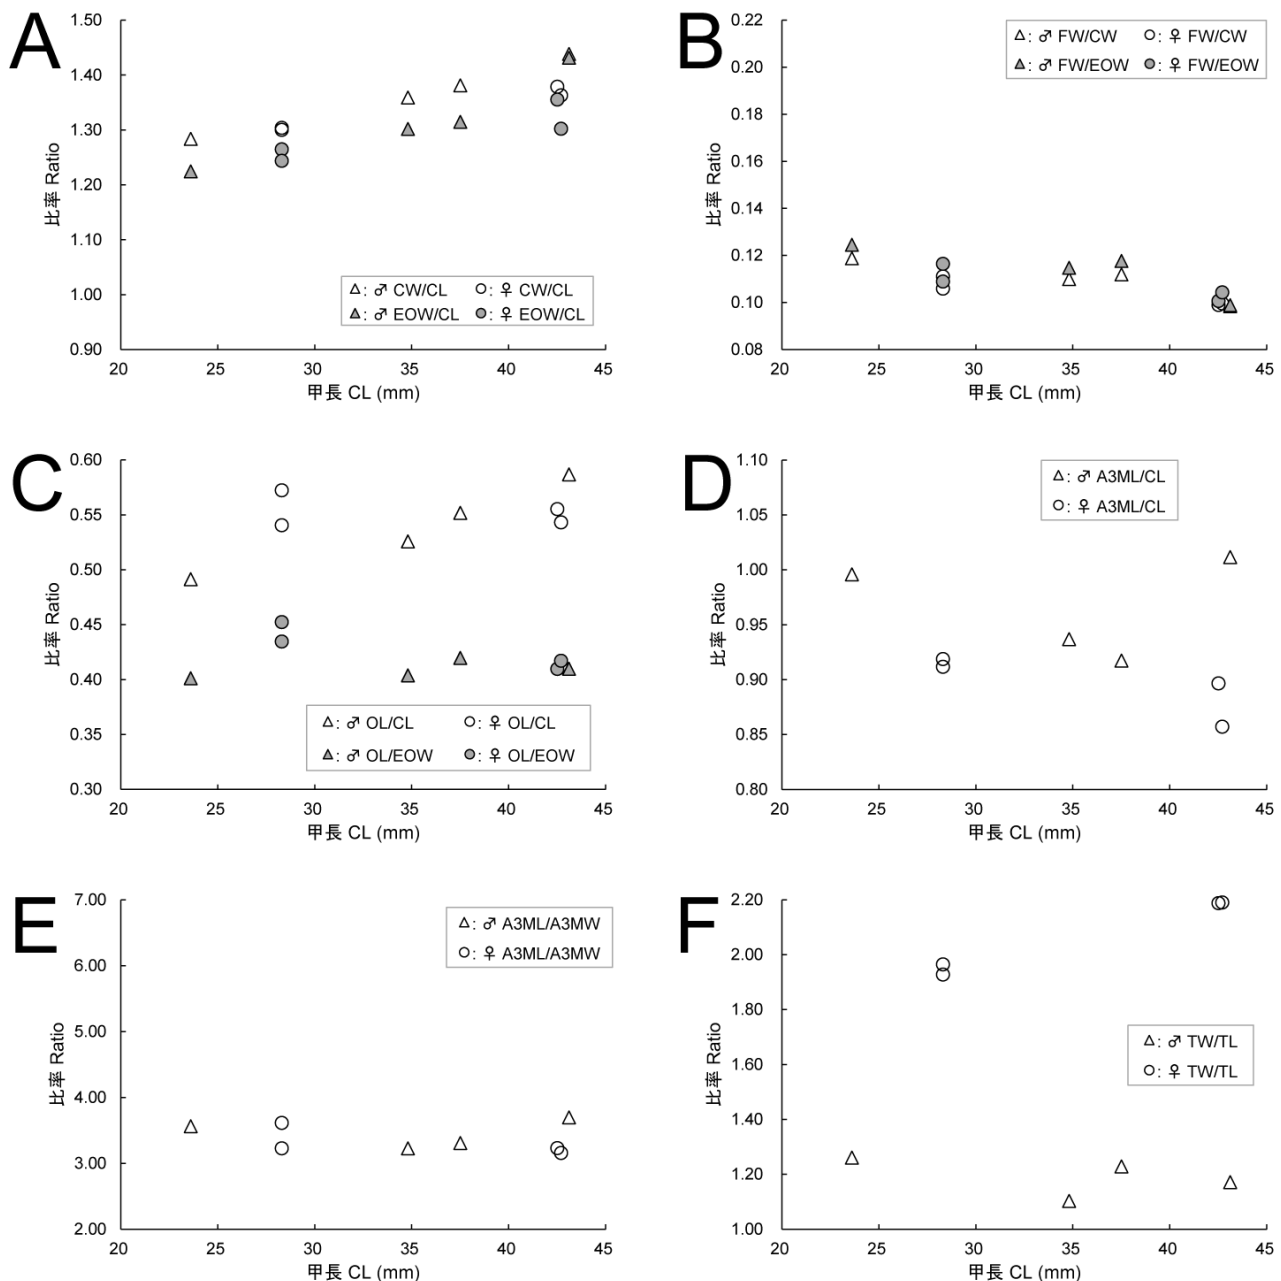 A
1.50
1.40
1.30
1.20
1.10
1.00
0.90
比率 Ratio
△: ♂ CW/CL ○: ♀ CW/CL
▲: ♂ EOW/CL ●: ♀ EOW/CL
20 25 30 35 40 45
甲長 CL (mm)
B
0.22
0.20
0.18
0.16
0.14
0.12
0.10
0.08
比率 Ratio
△: ♂ FW/CW ○: ♀ FW/CW
▲: ♂ FW/EOW ●: ♀ FW/EOW
20 25 30 35 40 45
甲長 CL (mm)
C
0.60
0.55
0.50
0.45
0.40
0.35
0.30
比率 Ratio
△: ♂ OL/CL ○: ♀ OL/CL
▲: ♂ OL/EOW ●: ♀ OL/EOW
20 25 30 35 40 45
甲長 CL (mm)
D
1.10
1.05
1.00
0.95
0.90
0.85
0.80
比率 Ratio
△: ♂ A3ML/CL
○: ♀ A3ML/CL
20 25 30 35 40 45
甲長 CL (mm)
E
7.00
6.00
5.00
4.00
3.00
2.00
比率 Ratio
△: ♂ A3ML/A3MW
○: ♀ A3ML/A3MW
20 25 30 35 40 45
甲長 CL (mm)
F
2.20
2.00
1.80
1.60
1.40
1.20
1.00
比率 Ratio
△: ♂ TW/TL
○: ♀ TW/TL
20 25 30 35 40 45
甲長 CL (mm)